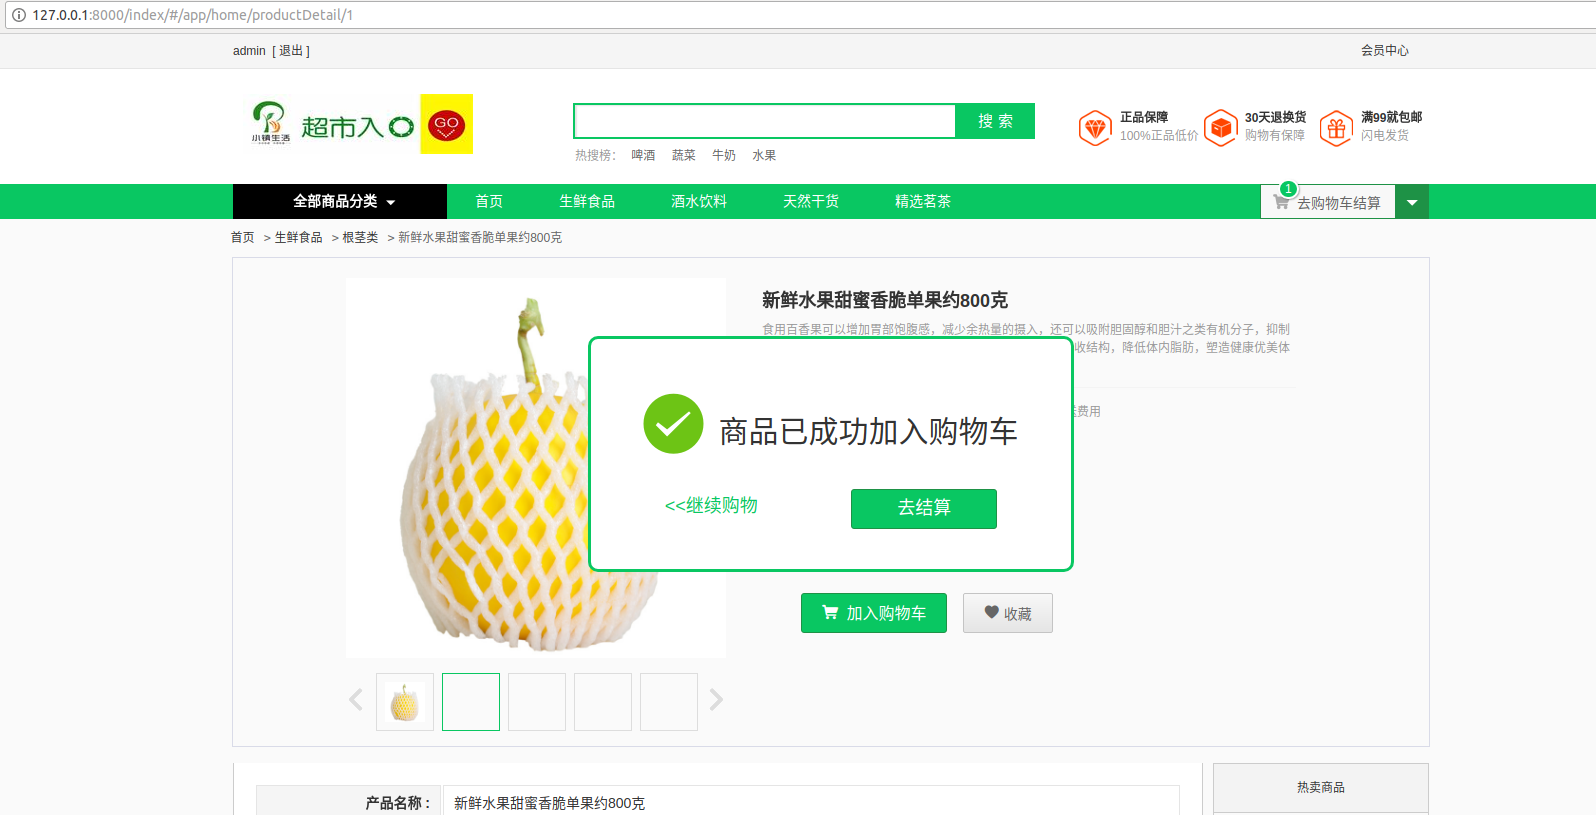 127.0.0.1:8000/index/#/app/home/productDetail/1
admin [ 退出 ]
会员中心
小镇生活
超市入
GO
搜 索
热搜榜： 啤酒 蔬菜 牛奶 水果
正品保障
100%正品低价
30天退换货
购物有保障
满99就包邮
闪电发货
全部商品分类
首页 生鲜食品 酒水饮料 天然干货 精选茗茶
1
去购物车结算
首页 > 生鲜食品 > 根茎类 > 新鲜水果甜蜜香脆单果约800克
新鲜水果甜蜜香脆单果约800克
食用百香果可以增加胃部饱腹感，减少余热量的摄入，还可以吸附胆固醇和胆汁之类有机分子，抑制
收结构，降低体内脂肪，塑造健康优美体
费用
商品已成功加入购物车
<<继续购物
去结算
加入购物车
收藏
产品名称 :
新鲜水果甜蜜香脆单果约800克
热卖商品